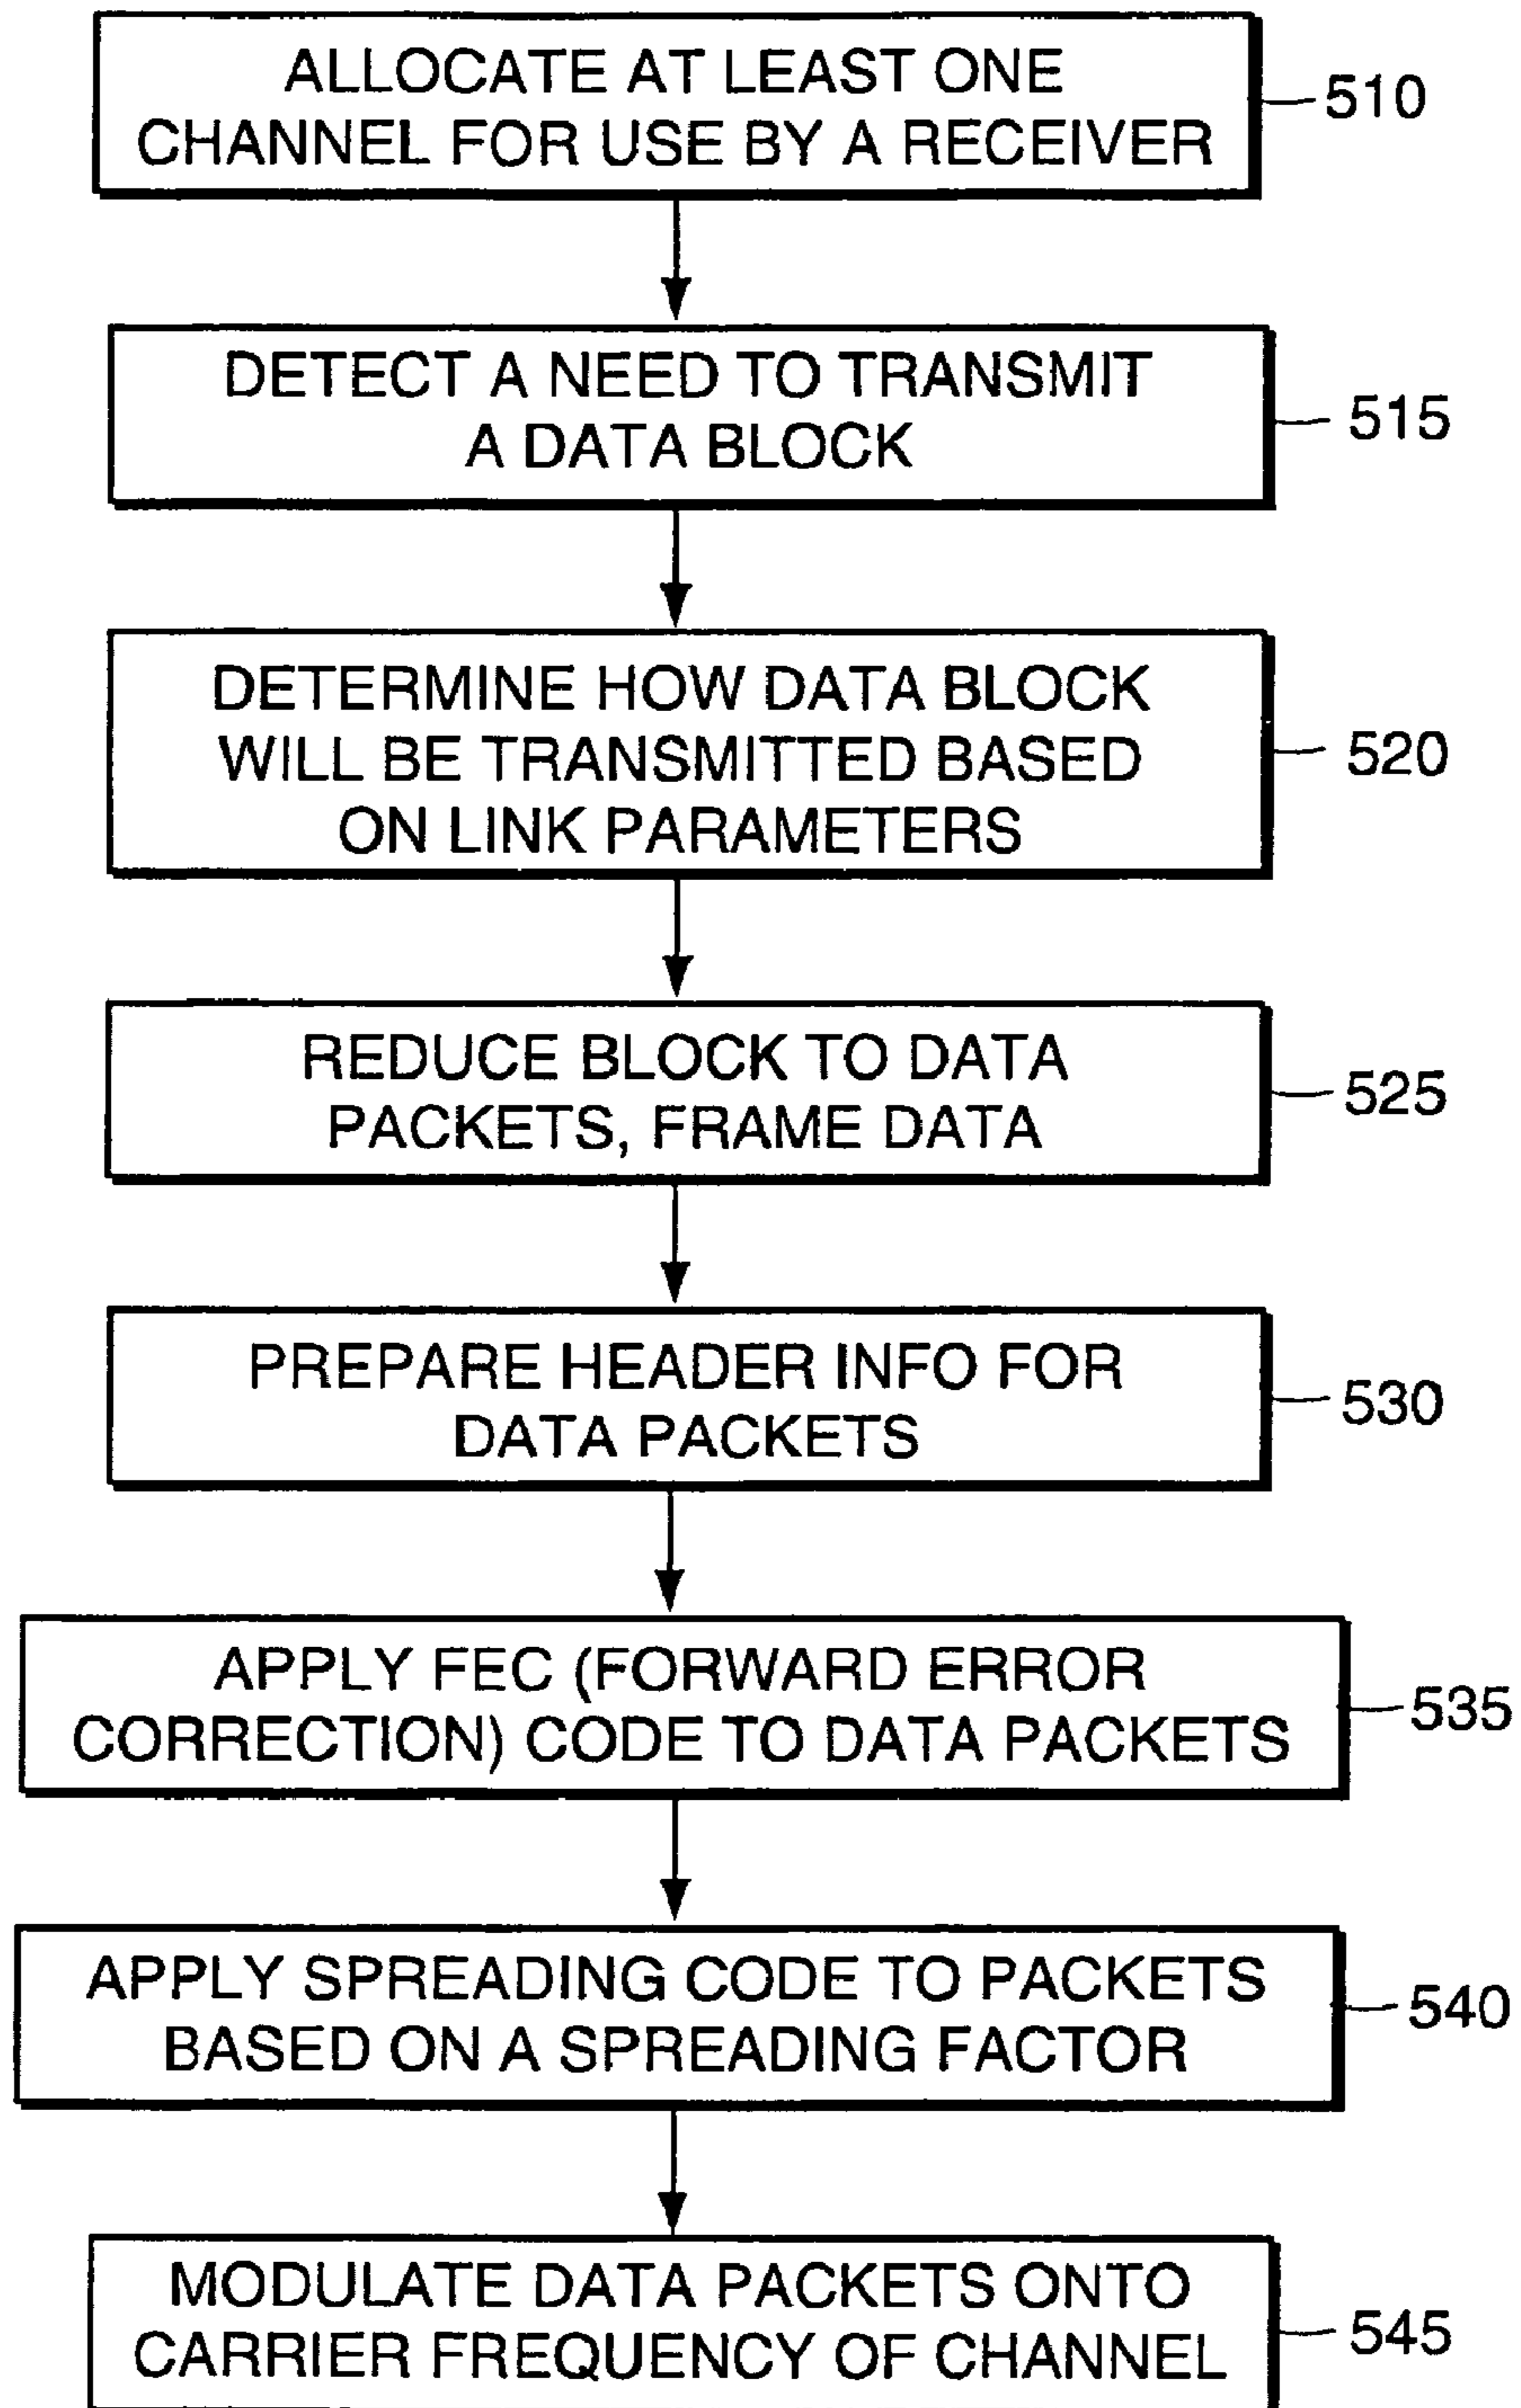 ALLOCATE AT LEAST ONE
CHANNEL FOR USE BY A RECEIVER
510
DETECT A NEED TO TRANSMIT
A DATA BLOCK
515
DETERMINE HOW DATA BLOCK
WILL BE TRANSMITTED BASED
ON LINK PARAMETERS
520
REDUCE BLOCK TO DATA
PACKETS, FRAME DATA
525
PREPARE HEADER INFO FOR
DATA PACKETS
530
APPLY FEC (FORWARD ERROR
CORRECTION) CODE TO DATA PACKETS
535
APPLY SPREADING CODE TO PACKETS
BASED ON A SPREADING FACTOR
540
MODULATE DATA PACKETS ONTO
CARRIER FREQUENCY OF CHANNEL
545